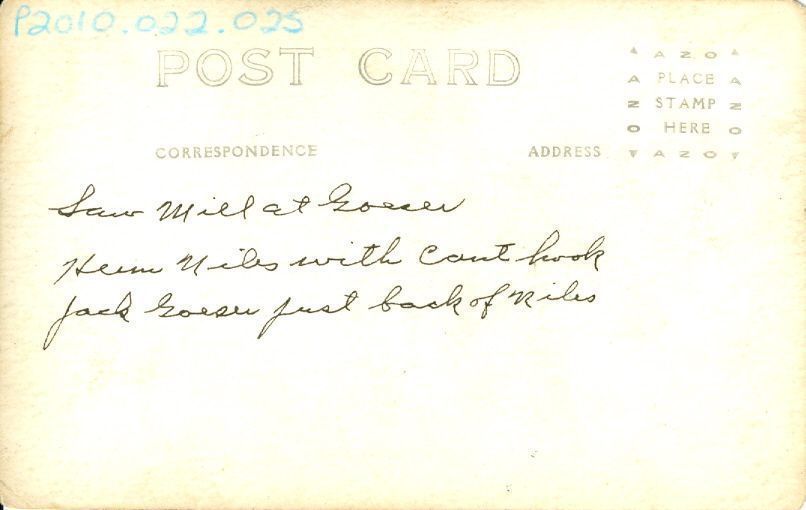 P2010.022.025
POST CARD
CORRESPONDENCE
ADDRESS
AZO
PLACE
STAMP
HERE
AZO
Saw Mill at Goeser
Niles with Cant hook
Jack Goeser just back of Niles